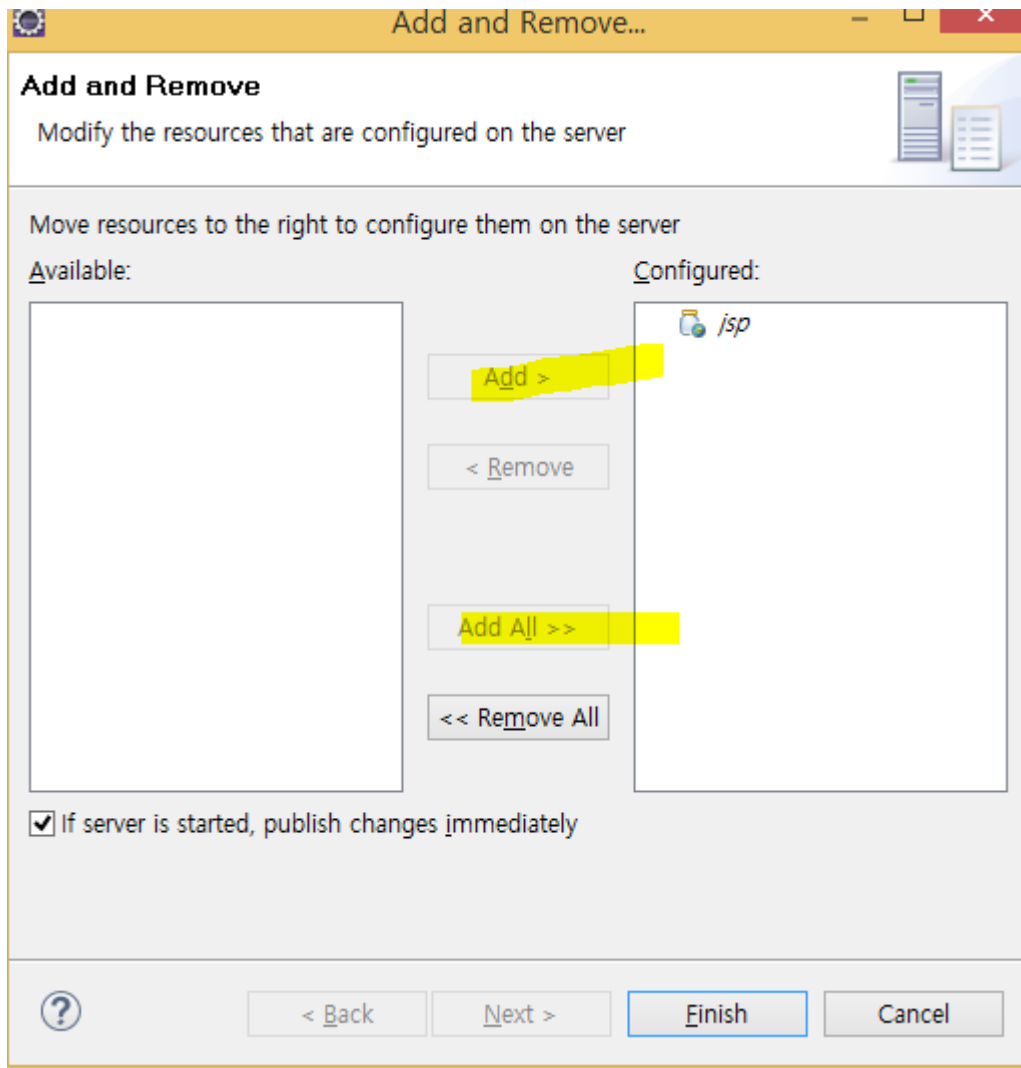 Add and Remove...
Add and Remove
Modify the resources that are configured on the server
Move resources to the right to configure them on the server
Available:
Configured:
jsp
Add >
< Remove
Add All >>
<< Remove All
If server is started, publish changes immediately
?
< Back
Next >
Finish
Cancel